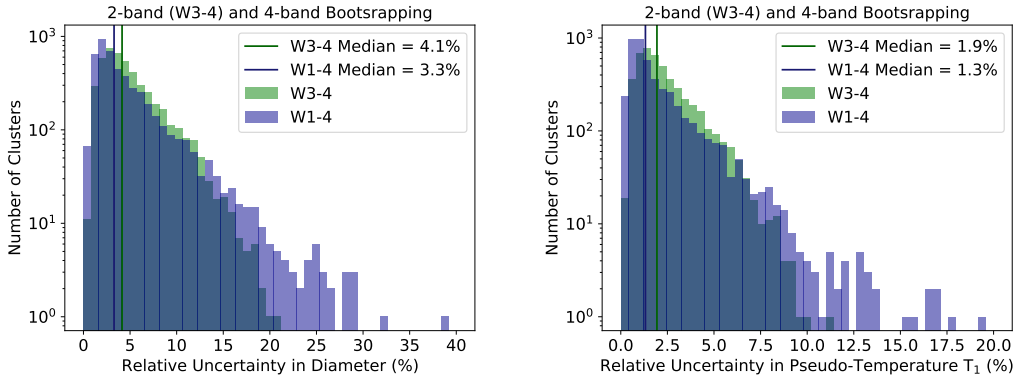 2-band (W3-4) and 4-band Bootsrapping
Number of Clusters
10³
10²
10¹
10⁰
W3-4 Median = 4.1%
W1-4 Median = 3.3%
W3-4
W1-4
0 5 10 15 20 25 30 35 40
Relative Uncertainty in Diameter (%)
2-band (W3-4) and 4-band Bootsrapping
Number of Clusters
10³
10²
10¹
10⁰
W3-4 Median = 1.9%
W1-4 Median = 1.3%
W3-4
W1-4
0.0 2.5 5.0 7.5 10.0 12.5 15.0 17.5 20.0
Relative Uncertainty in Pseudo-Temperature T₁ (%)